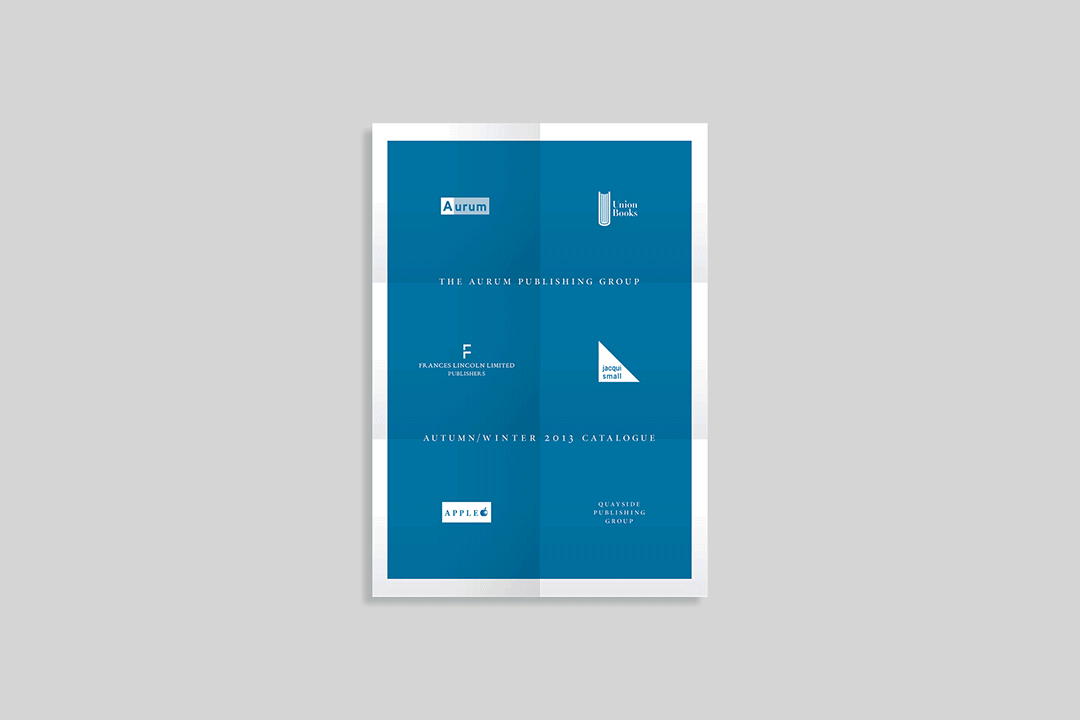 Aurum
Union
Books
THE AURUM PUBLISHING GROUP
F
FRANCES LINCOLN LIMITED
PUBLISHERS
jacqui
small
AUTUMN/WINTER 2013 CATALOGUE
APPLE
QUAYSIDE
PUBLISHING
GROUP